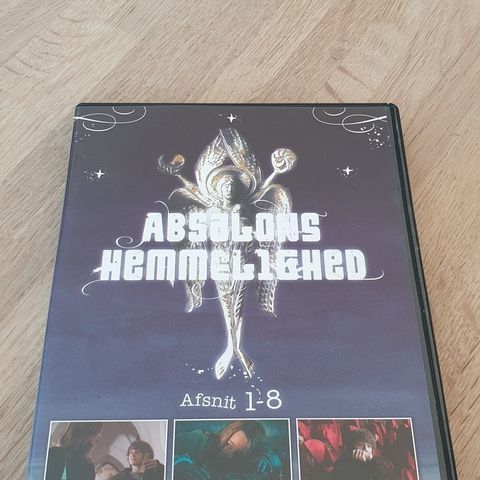 ABSALONS
HEMMELIGHED
Afsnit 1-8